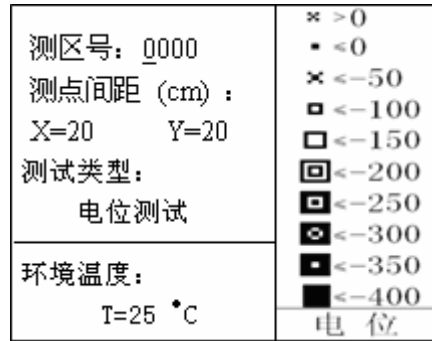 测区号：0000
测点间距 (cm)：
X=20 Y=20
测试类型：
电位测试
环境温度：
T=25 °C
>0
<0
<-50
<-100
<-150
<-200
<-250
<-300
<-350
<-400
电 位